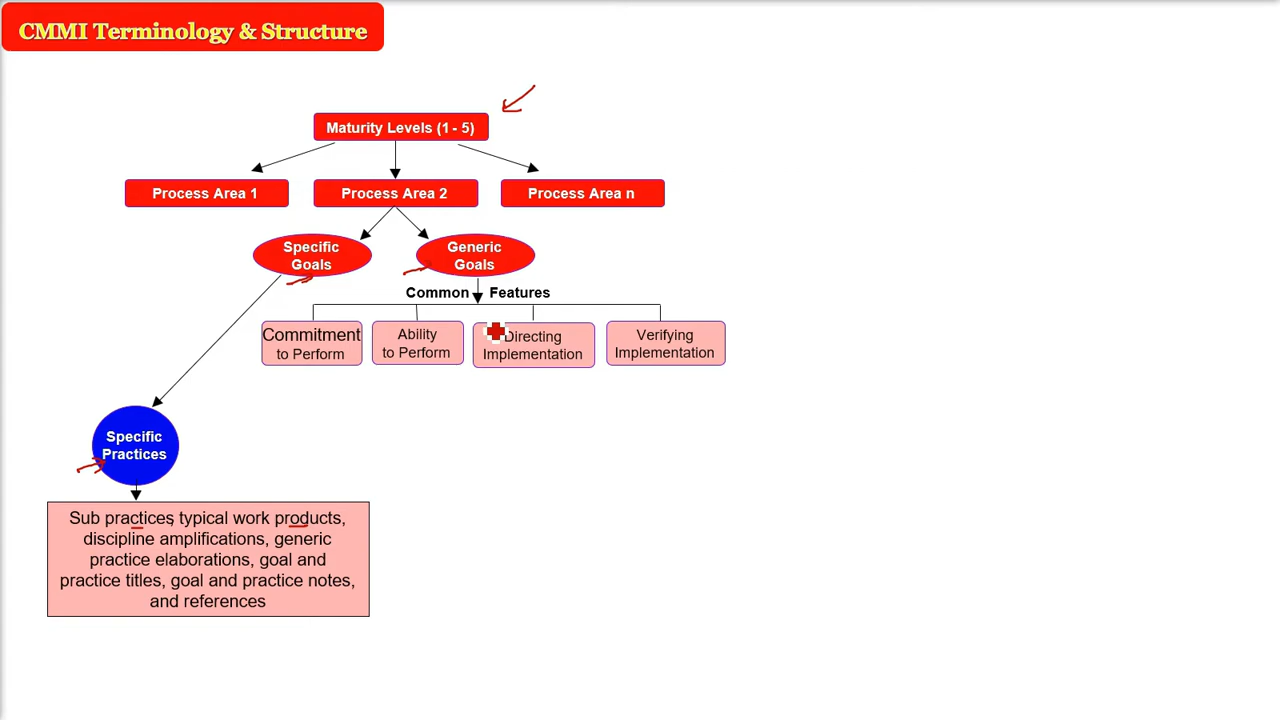 CMMI Terminology & Structure
Maturity Levels (1 - 5)
Process Area 1
Process Area 2
Process Area n
Specific
Goals
Generic
Goals
Common Features
Commitment
to Perform
Ability
to Perform
Directing
Implementation
Verifying
Implementation
Specific
Practices
Sub practices, typical work products,
discipline amplifications, generic
practice elaborations, goal and
practice titles, goal and practice notes,
and references